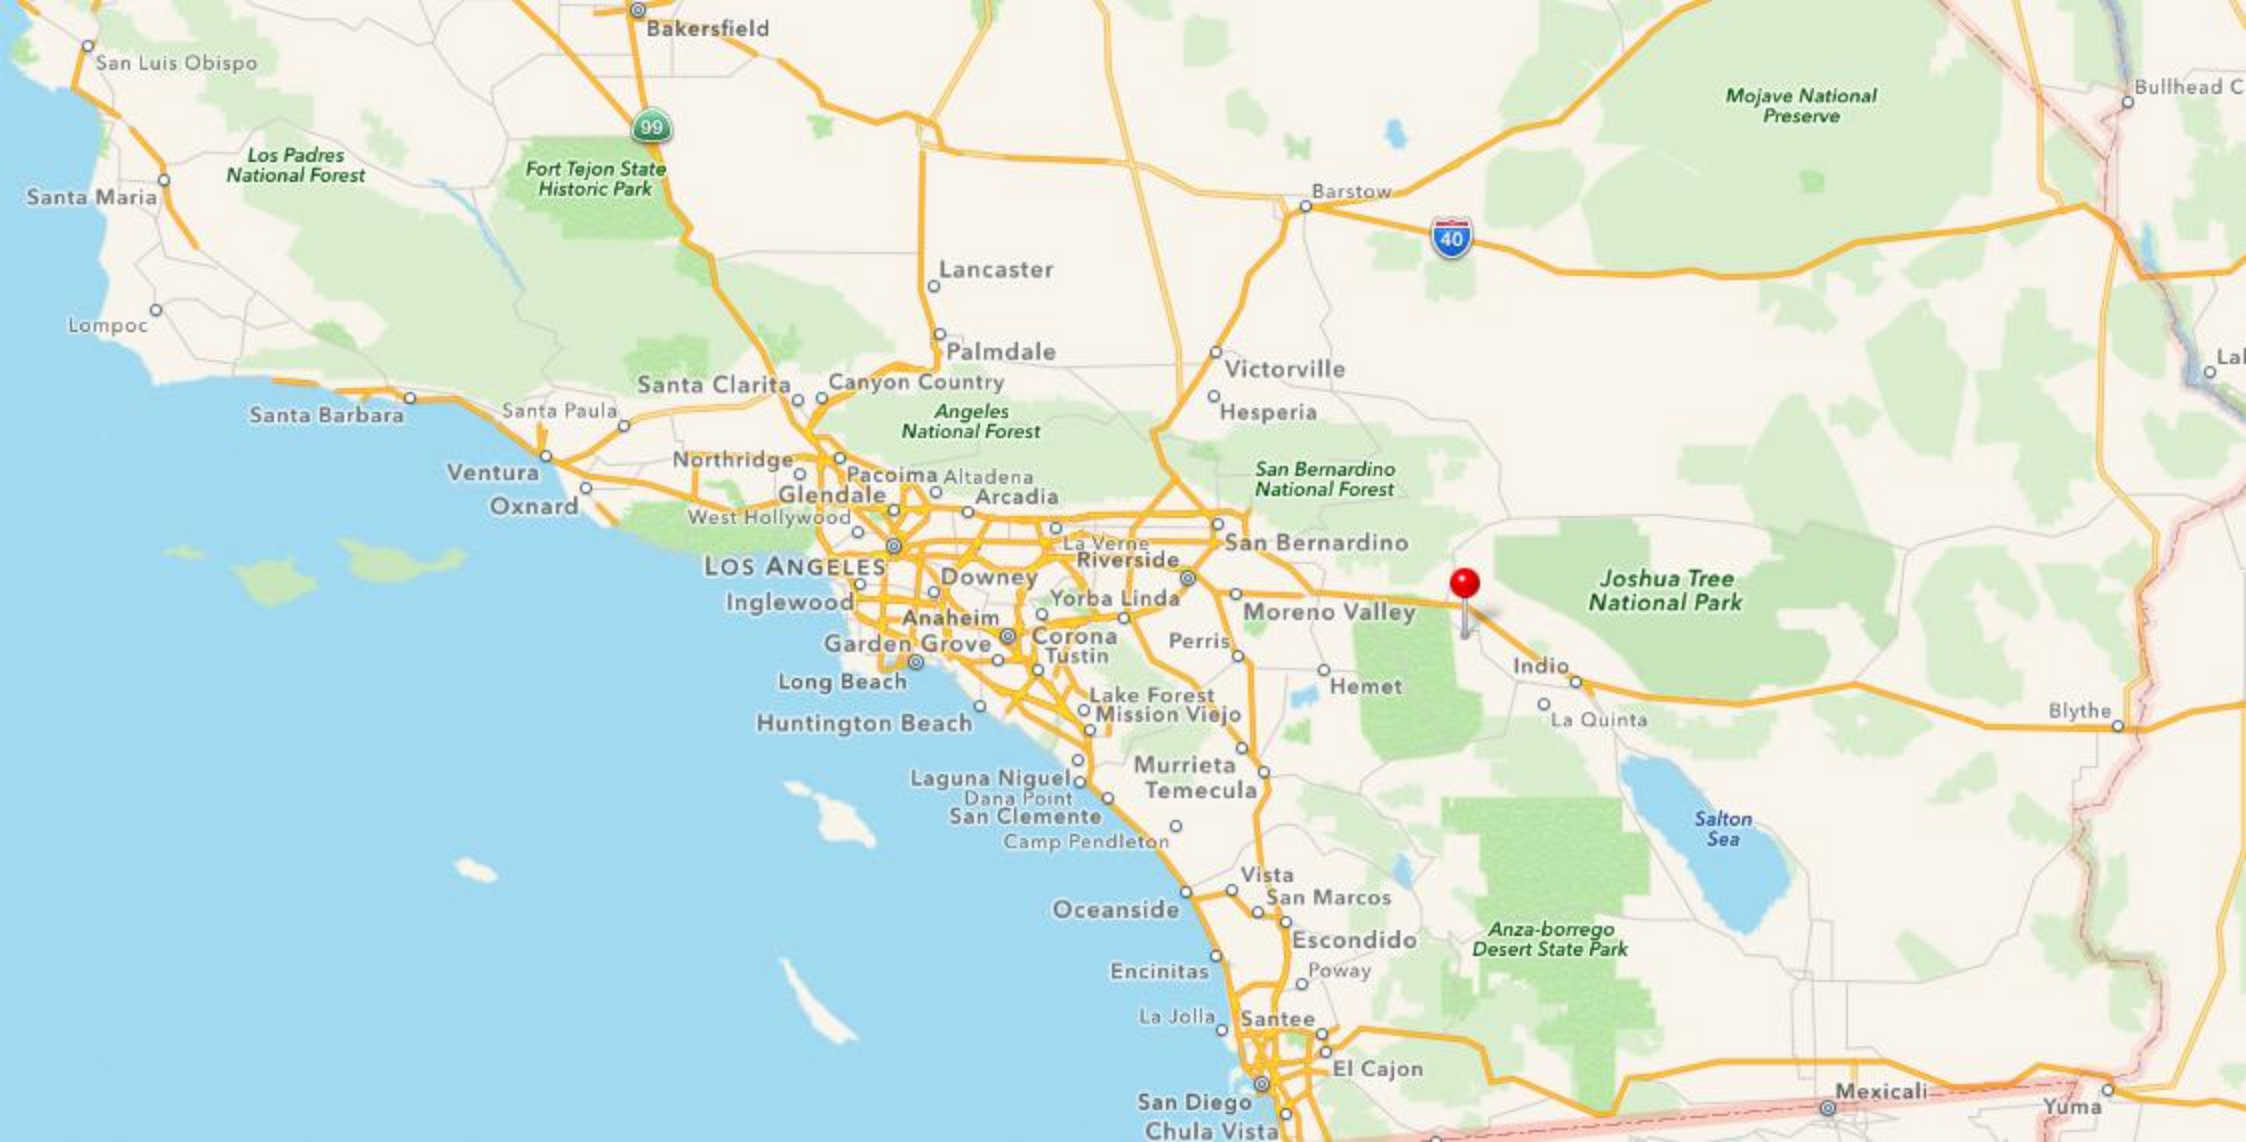 Bakersfield
San Luis Obispo
Bullhead C
Mojave National
Preserve
99
Los Padres
National Forest
Fort Tejon State
Historic Park
Santa Maria
Barstow
40
Lancaster
Lompoc
Palmdale
Lal
Victorville
Santa Clarita
Canyon Country
Santa Barbara
Santa Paula
Angeles
National Forest
Hesperia
Ventura
Northridge
Pacoima
Altadena
San Bernardino
National Forest
Oxnard
Glendale
Arcadia
West Hollywood
La Verne
San Bernardino
LOS ANGELES
Riverside
Downey
Joshua Tree
National Park
Inglewood
Yorba Linda
Moreno Valley
Anaheim
Corona
Garden Grove
Tustin
Perris
Indio
Long Beach
Hemet
Lake Forest
Mission Viejo
Huntington Beach
La Quinta
Blythe
Murrieta
Laguna Niguel
Temecula
Dana Point
San Clemente
Salton
Sea
Camp Pendleton
Vista
San Marcos
Oceanside
Escondido
Anza-borrego
Desert State Park
Encinitas
Poway
La Jolla
Santee
El Cajon
San Diego
Mexicali
Yuma
Chula Vista